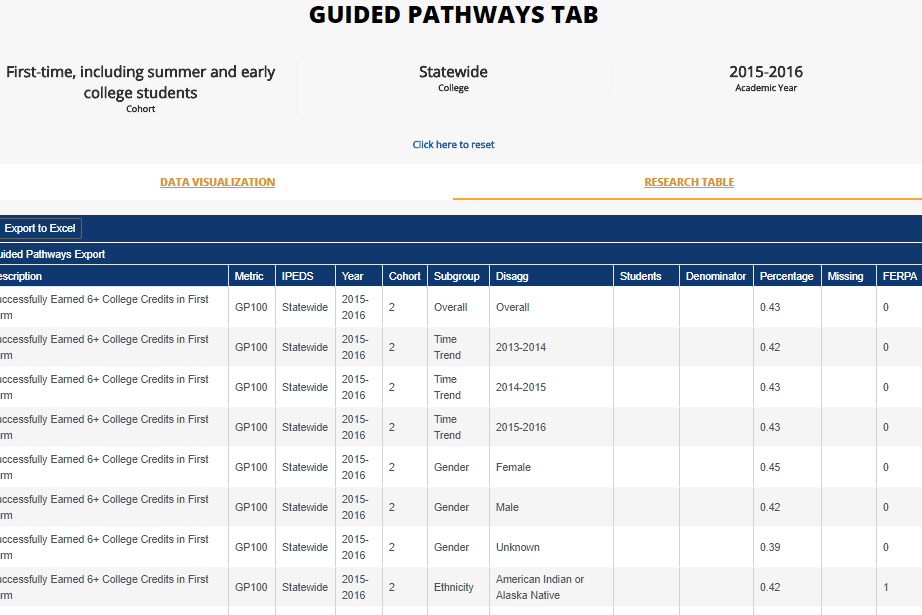 GUIDED PATHWAYS TAB
First-time, including summer and early
college students
Cohort
Statewide
College
2015-2016
Academic Year
Click here to reset
DATA VISUALIZATION
RESEARCH TABLE
Export to Excel
uided Pathways Export
escription Metric IPEDS Year Cohort Subgroup Disagg Students Denominator Percentage Missing FERPA
uccessfully Earned 6+ College Credits in First
rm GP100 Statewide 2015-
2016 2 Overall Overall 0.43 0
uccessfully Earned 6+ College Credits in First
rm GP100 Statewide 2015-
2016 2 Time
Trend 2013-2014 0.42 0
uccessfully Earned 6+ College Credits in First
rm GP100 Statewide 2015-
2016 2 Time
Trend 2014-2015 0.43 0
uccessfully Earned 6+ College Credits in First
rm GP100 Statewide 2015-
2016 2 Time
Trend 2015-2016 0.43 0
uccessfully Earned 6+ College Credits in First
rm GP100 Statewide 2015-
2016 2 Gender Female 0.45 0
uccessfully Earned 6+ College Credits in First
rm GP100 Statewide 2015-
2016 2 Gender Male 0.42 0
uccessfully Earned 6+ College Credits in First
rm GP100 Statewide 2015-
2016 2 Gender Unknown 0.39 0
uccessfully Earned 6+ College Credits in First
rm GP100 Statewide 2015-
2016 2 Ethnicity American Indian or
Alaska Native 0.42 1